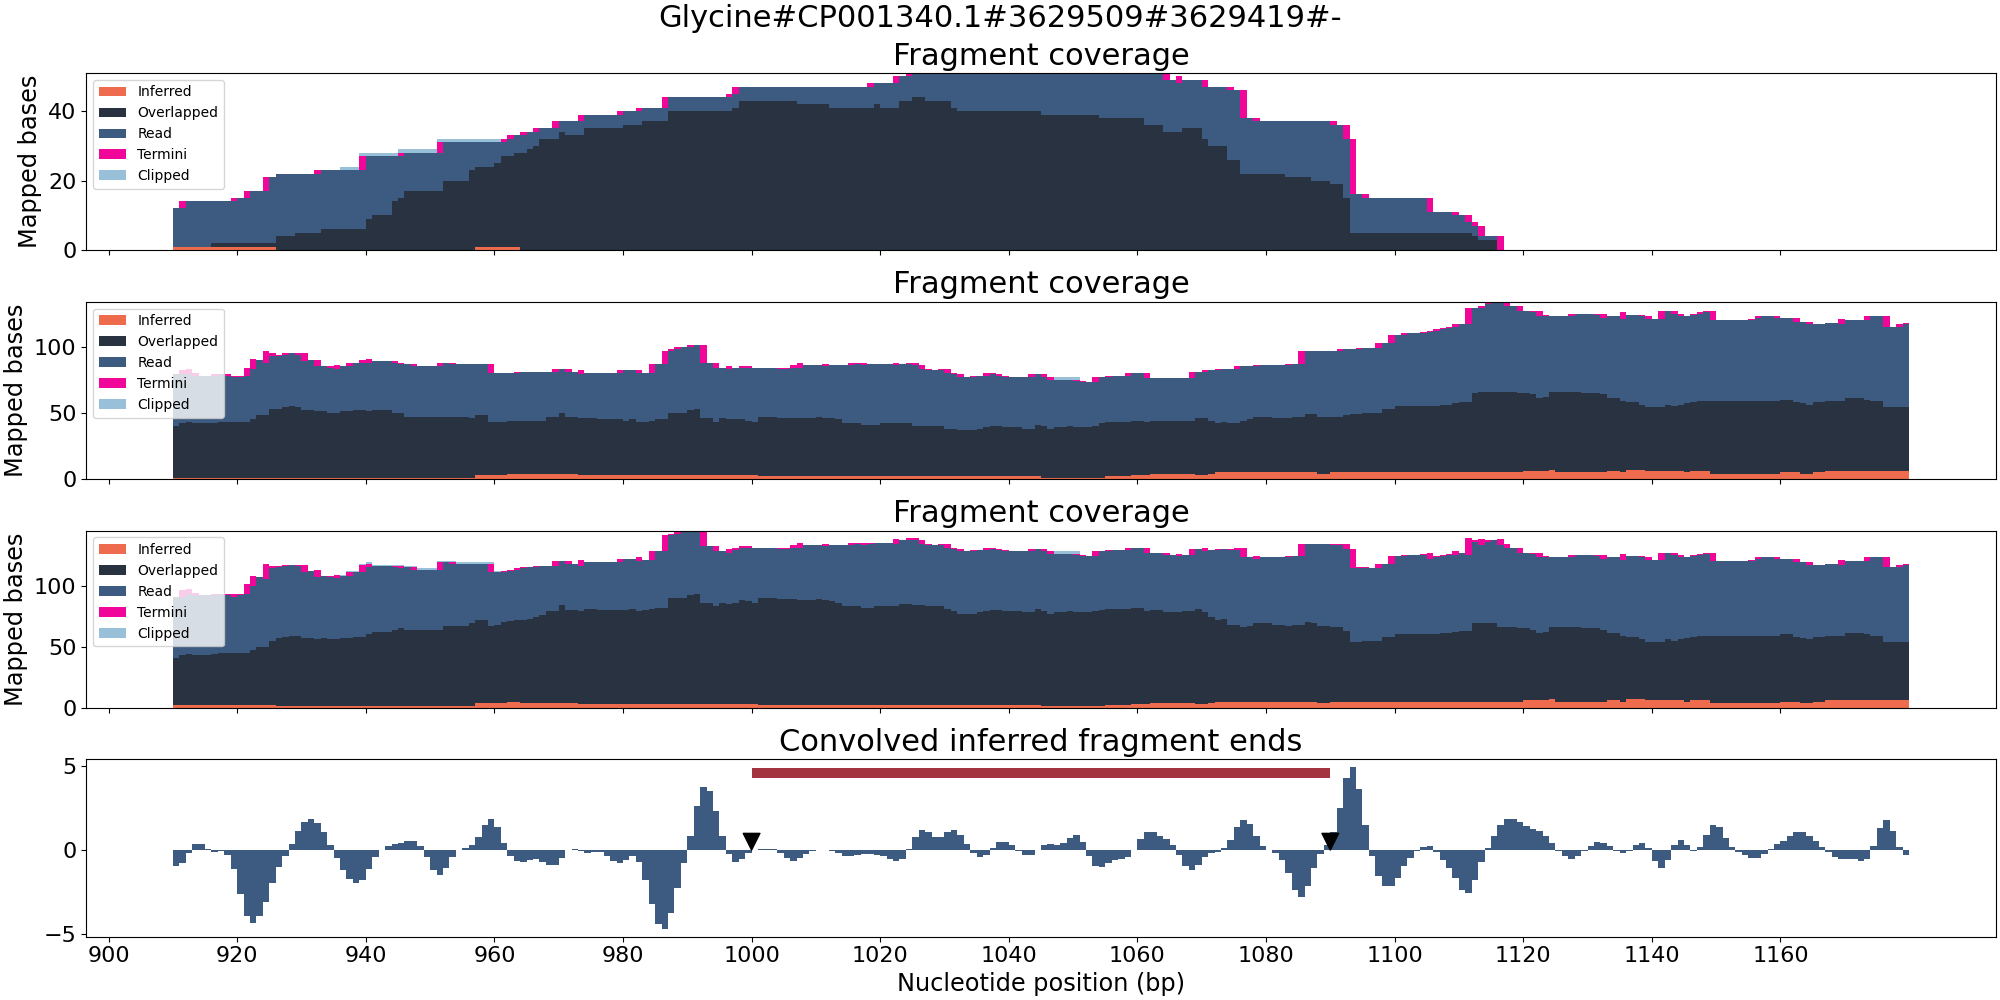 Glycine#CP001340.1#3629509#3629419#-
Fragment coverage
Mapped bases
40
20
0
Inferred
Overlapped
Read
Termini
Clipped
Fragment coverage
Mapped bases
100
50
0
Inferred
Overlapped
Read
Termini
Clipped
Fragment coverage
Mapped bases
100
50
0
Inferred
Overlapped
Read
Termini
Clipped
Convolved inferred fragment ends
5
0
−5
900 920 940 960 980 1000 1020 1040 1060 1080 1100 1120 1140 1160
Nucleotide position (bp)